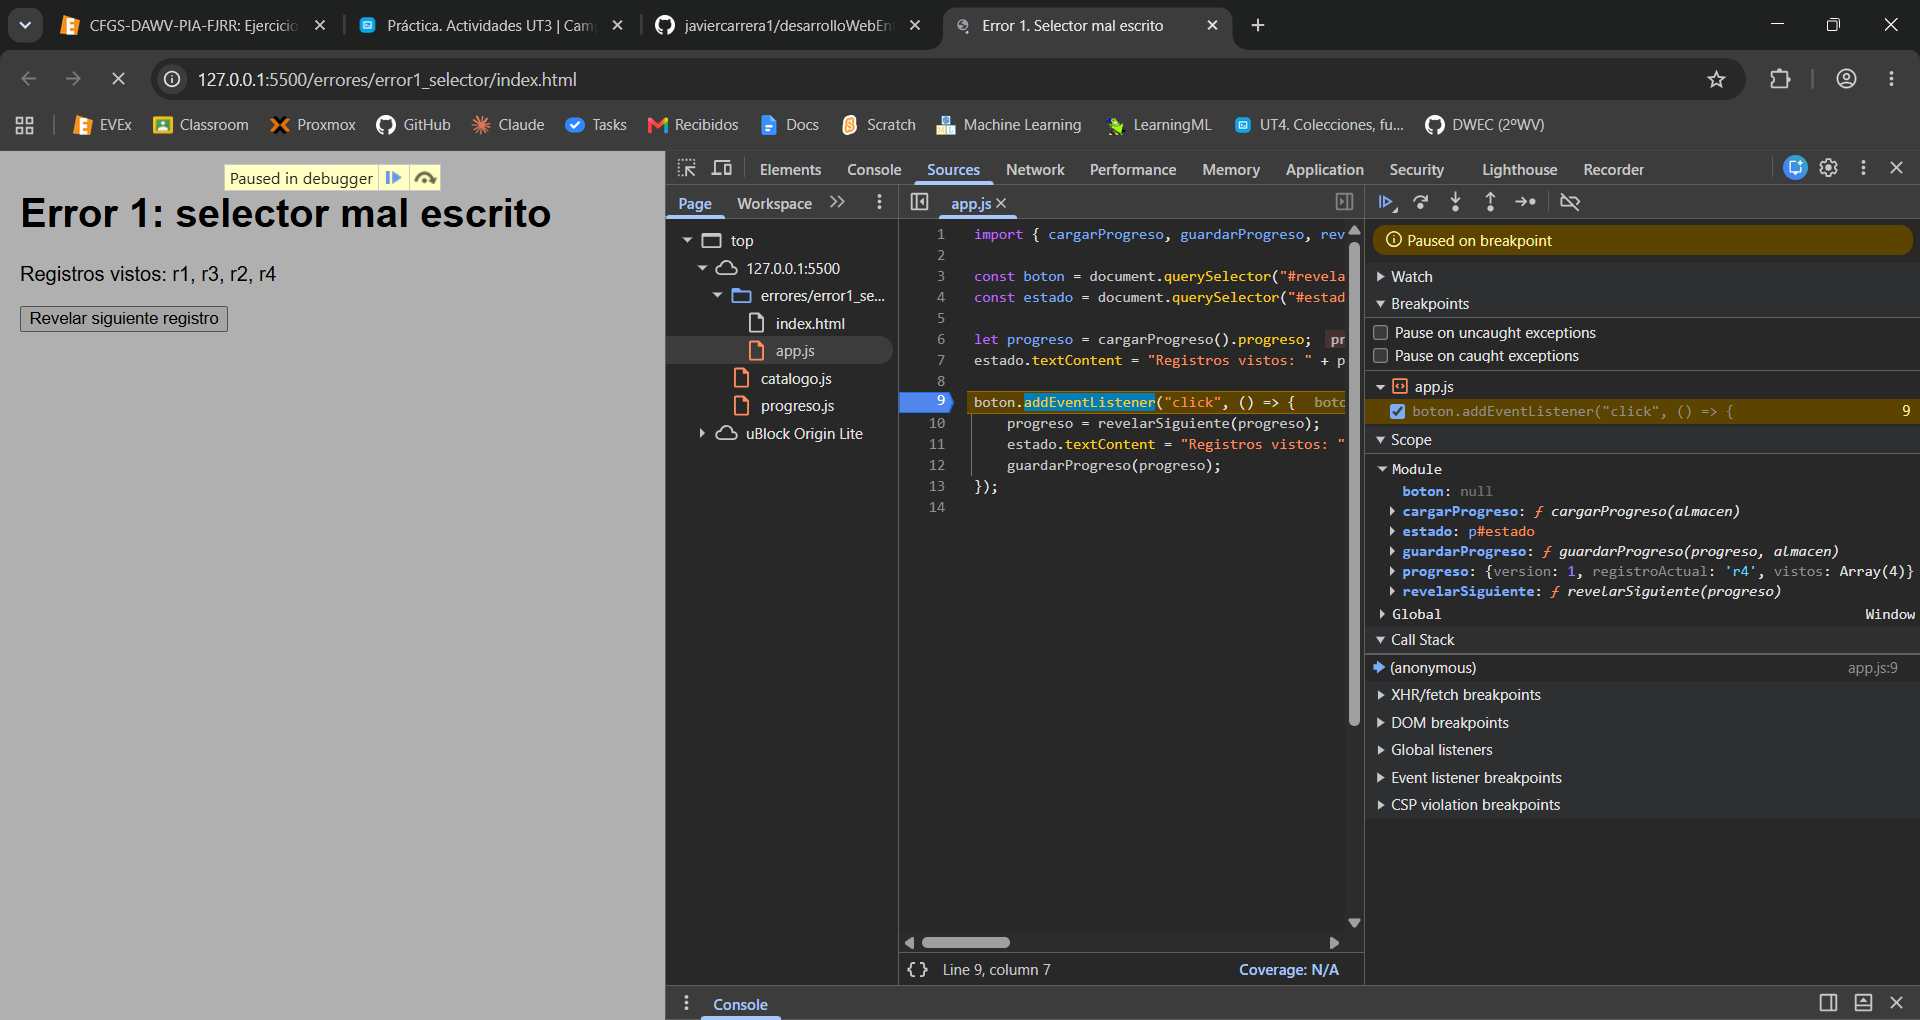 CFGS-DAWV-PIA-FJRR: Ejercicio
Práctica. Actividades UT3 | Cam
javiercarrera1/desarrolloWebEn
Error 1. Selector mal escrito
127.0.0.1:5500/errores/error1_selector/index.html
EVEx
Classroom
Proxmox
GitHub
Claude
Tasks
Recibidos
Docs
Scratch
Machine Learning
LearningML
UT4. Colecciones, fu...
DWEC (2ºWV)
Paused in debugger
Error 1: selector mal escrito
Registros vistos: r1, r3, r2, r4
Revelar siguiente registro
Elements
Console
Sources
Network
Performance
Memory
Application
Security
Lighthouse
Recorder
Page
Workspace
top
127.0.0.1:5500
errores/error1_se...
index.html
app.js
catalogo.js
progreso.js
uBlock Origin Lite
app.js
1 import { cargarProgreso, guardarProgreso, rev
2
3 const boton = document.querySelector("#revela
4 const estado = document.querySelector("#estad
5
6 let progreso = cargarProgreso().progreso; pr
7 estado.textContent = "Registros vistos: " + p
8
9 boton.addEventListener("click", () => { boto
10 progreso = revelarSiguiente(progreso);
11 estado.textContent = "Registros vistos: "
12 guardarProgreso(progreso);
13 });
14
{} Line 9, column 7
Coverage: N/A
Paused on breakpoint
Watch
Breakpoints
Pause on uncaught exceptions
Pause on caught exceptions
app.js
boton.addEventListener("click", () => { 9
Scope
Module
boton: null
cargarProgreso: ƒ cargarProgreso(almacen)
estado: p#estado
guardarProgreso: ƒ guardarProgreso(progreso, almacen)
progreso: {version: 1, registroActual: 'r4', vistos: Array(4)}
revelarSiguiente: ƒ revelarSiguiente(progreso)
Global Window
Call Stack
(anonymous) app.js:9
XHR/fetch breakpoints
DOM breakpoints
Global listeners
Event listener breakpoints
CSP violation breakpoints
Console